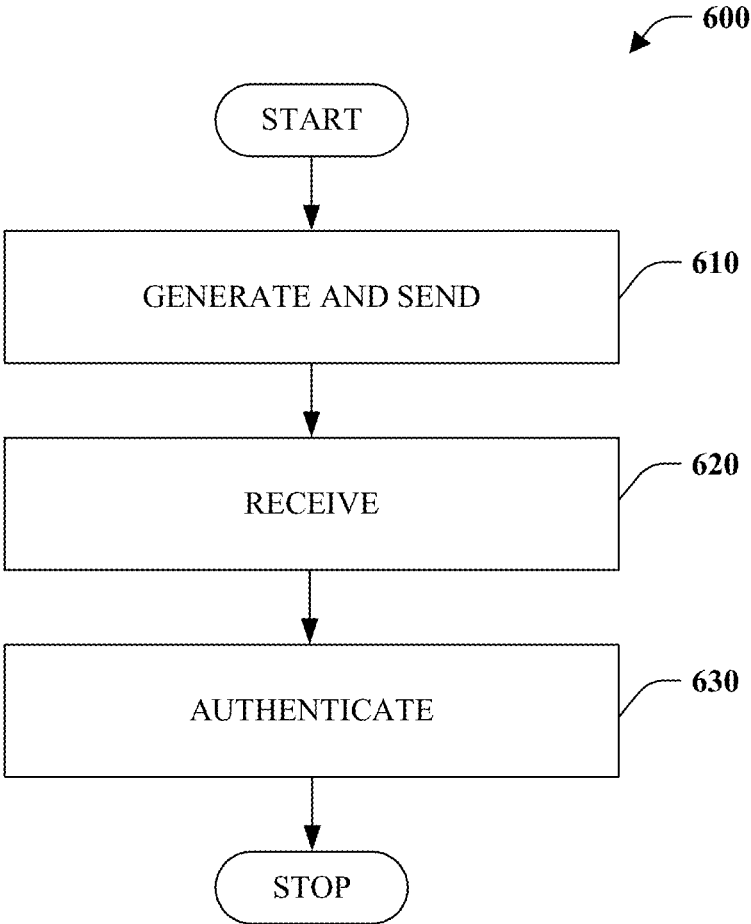 600
START
GENERATE AND SEND
610
RECEIVE
620
AUTHENTICATE
630
STOP